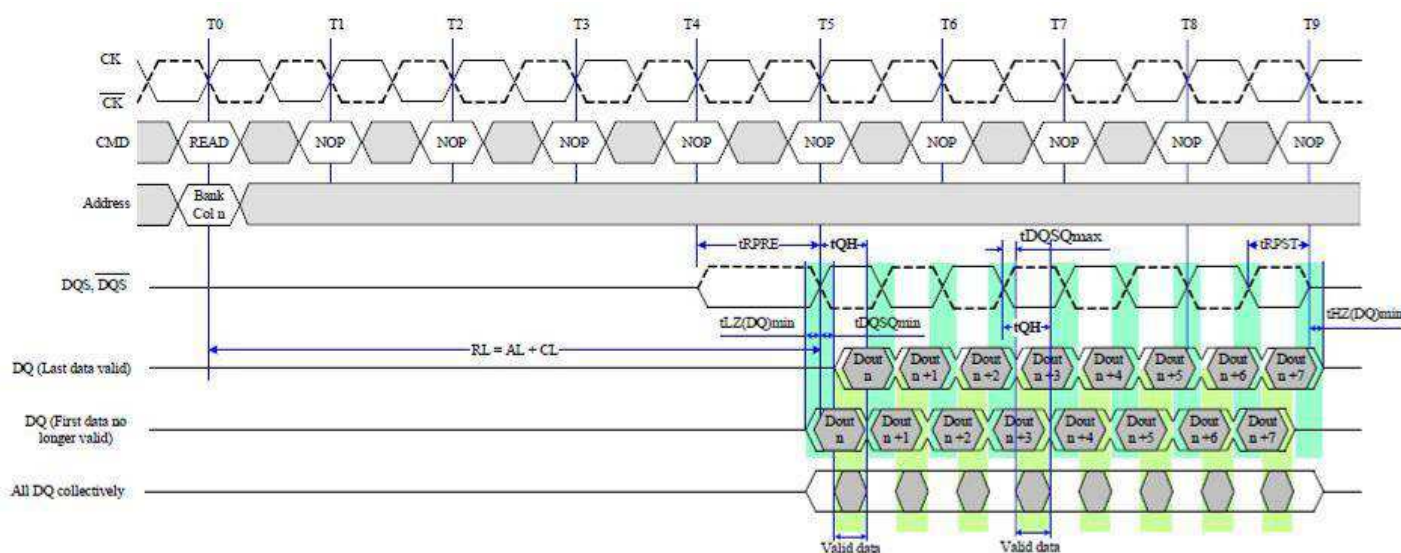 T0 T1 T2 T3 T4 T5 T6 T7 T8 T9
CK
CK
CMD READ NOP NOP NOP NOP NOP NOP NOP NOP NOP
Address Bank
Col n
tRPRE tQH tDQSQmax tRPST
DQS, DQS
tLZ(DQ)min tDQSQmin tQH tHZ(DQ)min
RL = AL + CL
DQ (Last data valid) Dout Dout Dout Dout Dout Dout Dout Dout
n n +1 n +2 n +3 n +4 n +5 n +6 n +7
DQ (First data no
longer valid)
Dout Dout Dout Dout Dout Dout Dout Dout
n n +1 n +2 n +3 n +4 n +5 n +6 n +7
All DQ collectively
Valid data Valid data